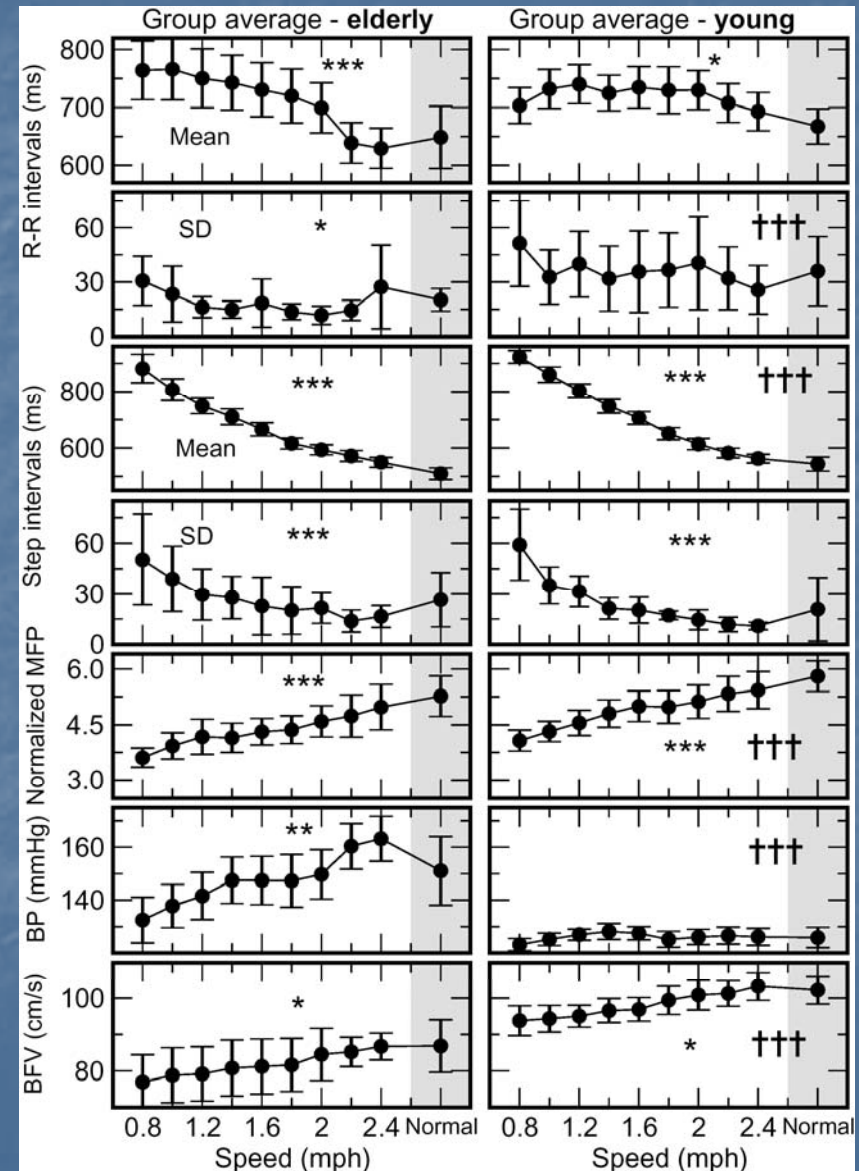 Group average - elderly Group average - young
R-R intervals (ms)
800
700
600
Mean
***
*
60
30
0
SD
*
†††
Step intervals (ms)
800
600
Mean
***
*** †††
60
30
0
SD
***
***
Normalized MFP
6.0
4.5
3.0
***
*** †††
BP (mmHg)
160
140
**
†††
BFV (cm/s)
100
80
*
* †††
0.8 1.2 1.6 2 2.4 Normal 0.8 1.2 1.6 2 2.4 Normal
Speed (mph) Speed (mph)